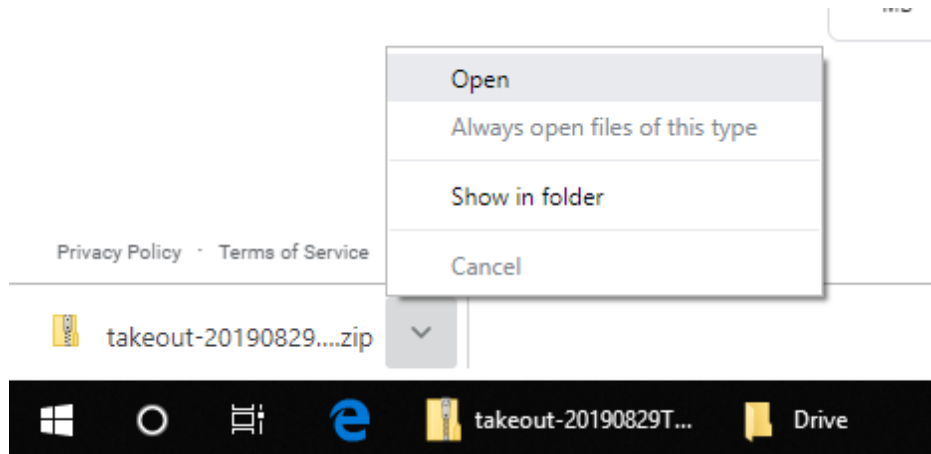 Open
Always open files of this type
Show in folder
Privacy Policy · Terms of Service
Cancel
takeout-20190829....zip
takeout-20190829T...
Drive